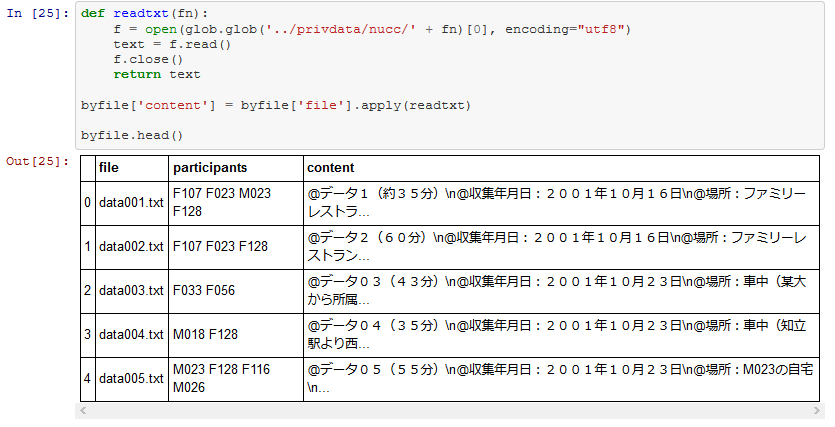 In [25]: def readtxt(fn):
    f = open(glob.glob('../privdata/nucc/' + fn)[0], encoding="utf8")
    text = f.read()
    f.close()
    return text
byfile['content'] = byfile['file'].apply(readtxt)
byfile.head()
Out[25]:
file participants content
0 data001.txt F107 F023 M023 F128 @データ１（約３５分）\n@収集年月日：２００１年１０月１６日\n@場所：ファミリーレストラ...
1 data002.txt F107 F023 F128 @データ２（６０分）\n@収集年月日：２００１年１０月１６日\n@場所：ファミリーレストラン...
2 data003.txt F033 F056 @データ０３（４３分）\n@収集年月日：２００１年１０月２３日\n@場所：車中（某大から所属...
3 data004.txt M018 F128 @データ０４（３５分）\n@収集年月日：２００１年１０月２３日\n@場所：車中（知立駅より西...
4 data005.txt M023 F128 F116 M026 @データ０５（５５分）\n@収集年月日：２００１年１０月２３日\n@場所：M023の自宅\n...